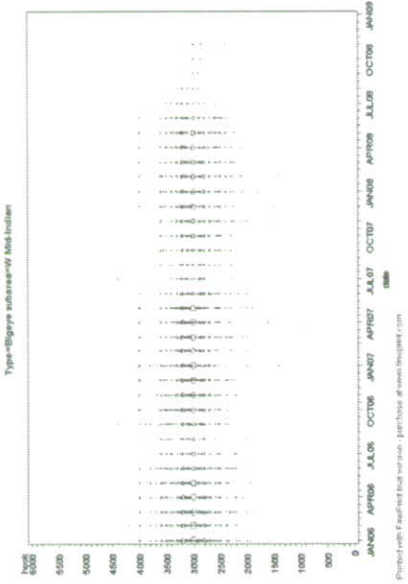 Type=Bigeye subarea=W Mid-Indian
hooks
6000
5500
5000
4500
4000
3500
3000
2500
2000
1500
1000
500
0
JAN06
APR06
JUL06
OCT06
JAN07
APR07
JUL07
OCT07
JAN08
APR08
JUL08
OCT08
JAN09
date